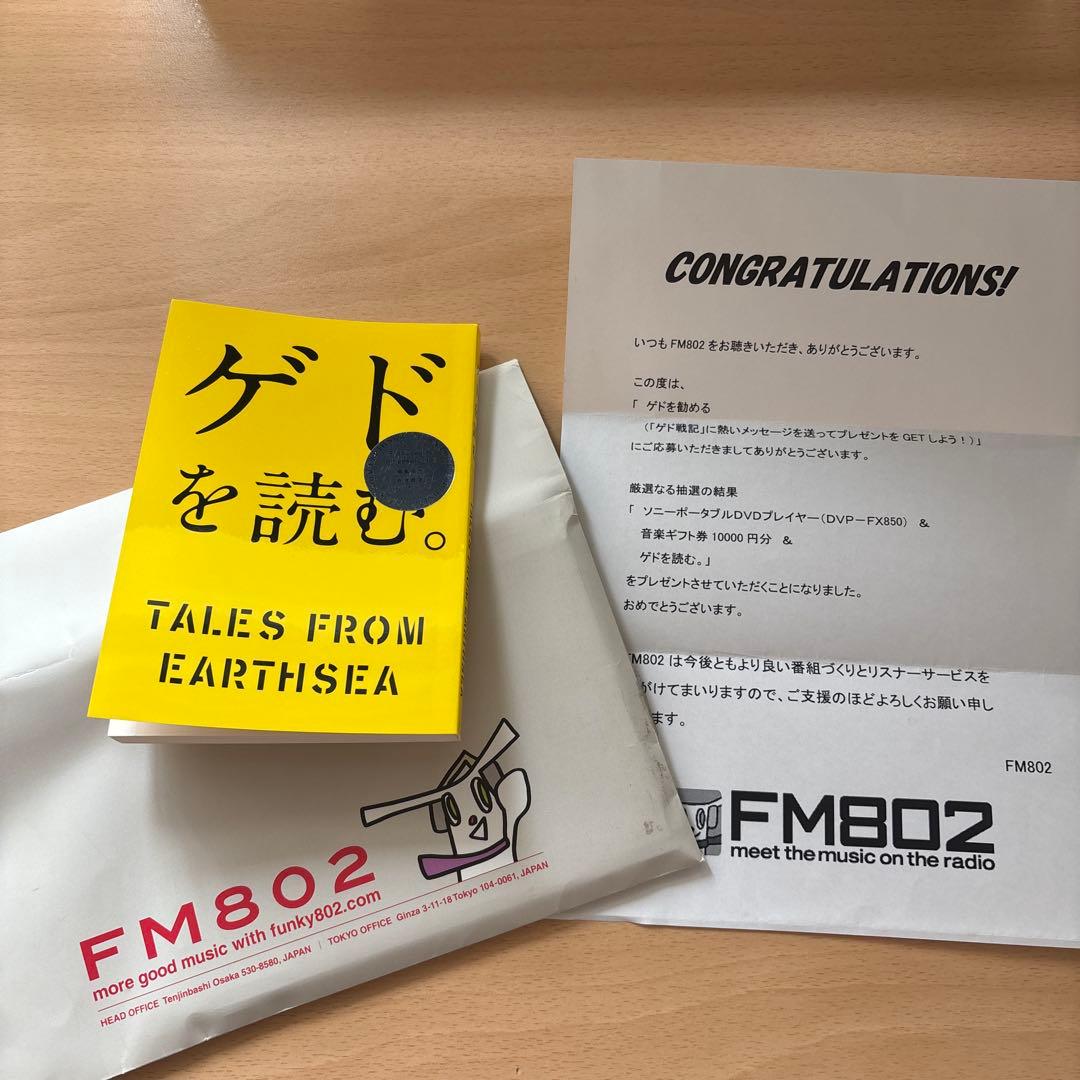 ゲド
を読む。
TALES FROM
EARTHSEA
FM802
more good music with funky802.com
HEAD OFFICE Tenjinbashi Osaka 530-8580, JAPAN | TOKYO OFFICE Ginza 3-11-18 Tokyo 104-0061, JAPAN
CONGRATULATIONS!
いつもFM802をお聴きいただき、ありがとうございます。
この度は、
「 ゲドを勧める
(「ゲド戦記」に熱いメッセージを送ってプレゼントをGETしよう!)」
にご応募いただきましてありがとうございます。
厳選なる抽選の結果
「 ソニーポータブルDVDプレイヤー(DVP-FX850) &
音楽ギフト券10000円分 &
ゲドを読む。」
をプレゼントさせていただくことになりました。
おめでとうございます。
FM802は今後ともより良い番組づくりとリスナーサービスを
がけてまいりますので、ご支援のほどよろしくお願い申し
ます。
FM802
FM802
meet the music on the radio